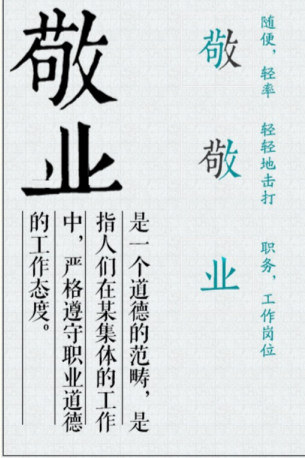 敬业
是一个道德的范畴，是
指人们在某集体的工作
中，严格遵守职业道德
的工作态度。
敬
随便，轻率
敬
轻轻地击打
业
职务，工作岗位